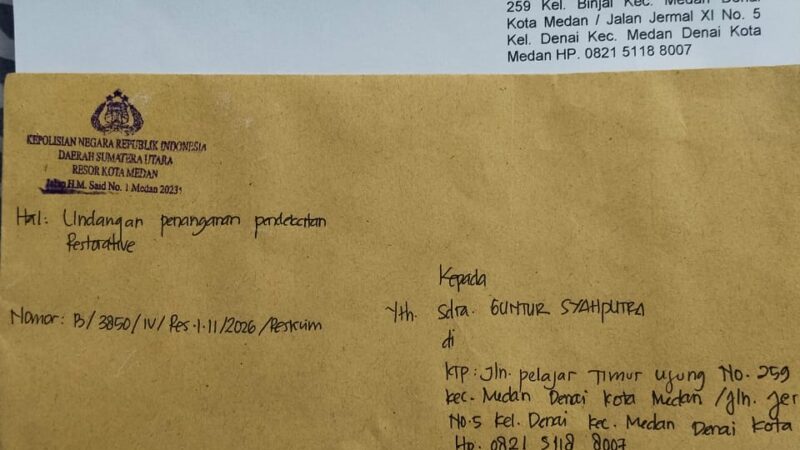 259 Kel. Binjai Kec. Medan Denai
Kota Medan / Jalan Jermal XI No. 5
Kel. Denai Kec. Medan Denai Kota
Medan HP. 0821 5118 8007
KEPOLISIAN NEGARA REPUBLIK INDONESIA
DAERAH SUMATERA UTARA
RESOR KOTA MEDAN
Jalan H.M. Said No. 1 Medan 20231
Hal: Undangan penanganan pendekatan
Restorative
Kepada
Nomor: B/3850/IV/Res.1.11/2026/Reskrim
Yth. Sdra. GUNTUR SYAHPUTRA
di
KTP: Jln. pelajar Timur Ujung No. 259
Kec. Medan Denai Kota Medan /Jln. Jer
No.5 Kel. Denai Kec. Medan Denai Kota
Hp. 0821 5118 8007